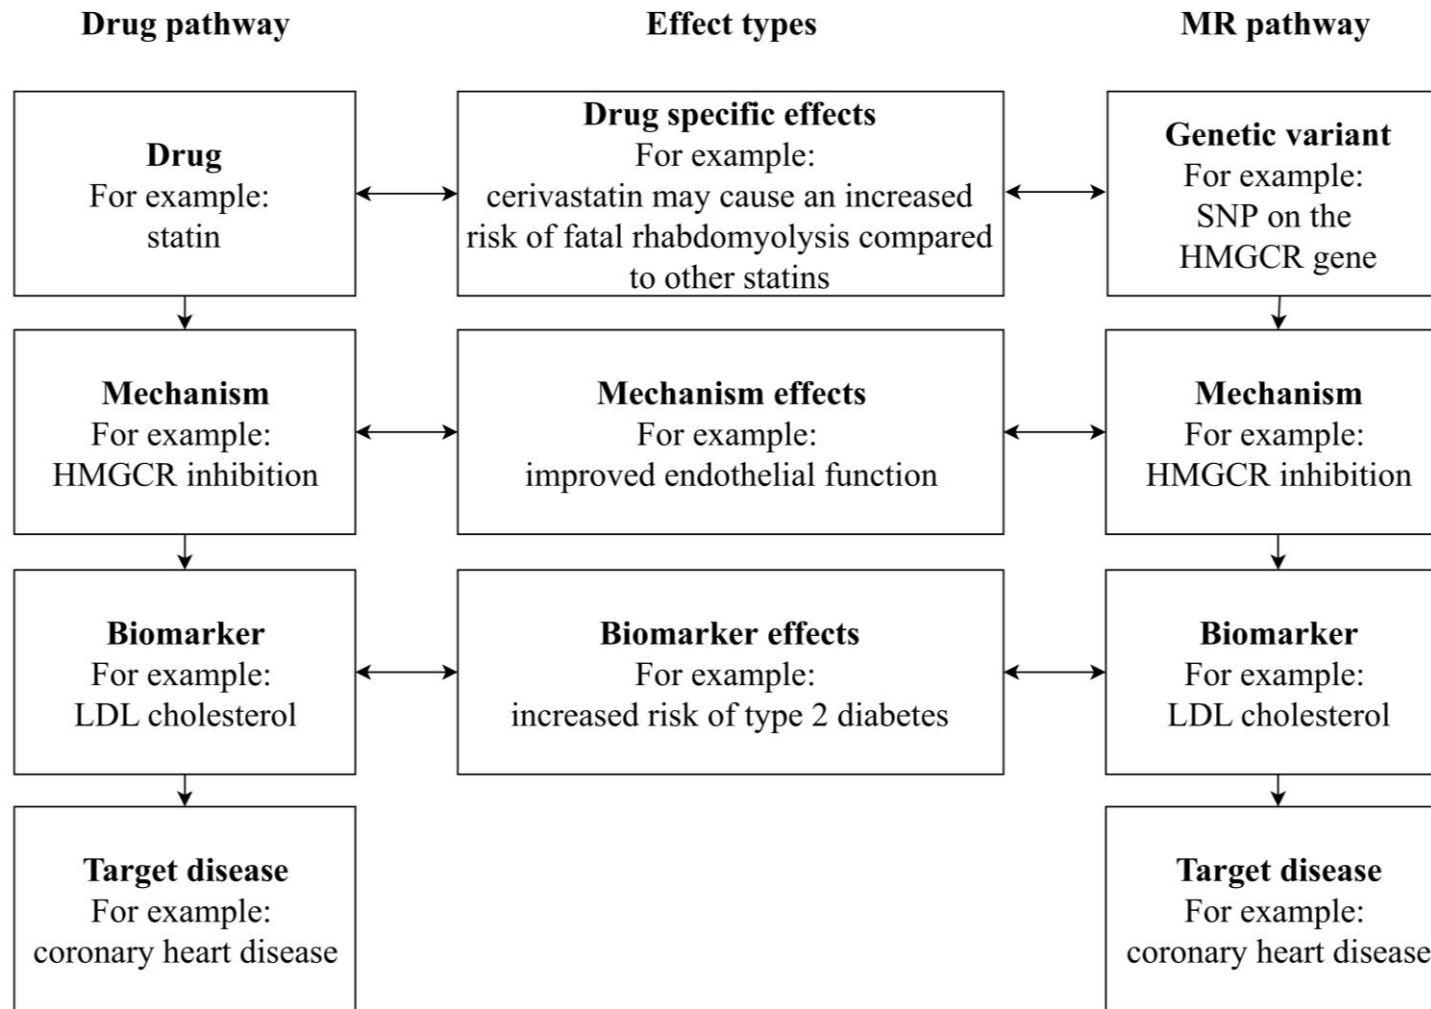 Drug pathway
Effect types
MR pathway
Drug
For example:
statin
Drug specific effects
For example:
cerivastatin may cause an increased
risk of fatal rhabdomyolysis compared
to other statins
Genetic variant
For example:
SNP on the
HMGCR gene
Mechanism
For example:
HMGCR inhibition
Mechanism effects
For example:
improved endothelial function
Mechanism
For example:
HMGCR inhibition
Biomarker
For example:
LDL cholesterol
Biomarker effects
For example:
increased risk of type 2 diabetes
Biomarker
For example:
LDL cholesterol
Target disease
For example:
coronary heart disease
Target disease
For example:
coronary heart disease